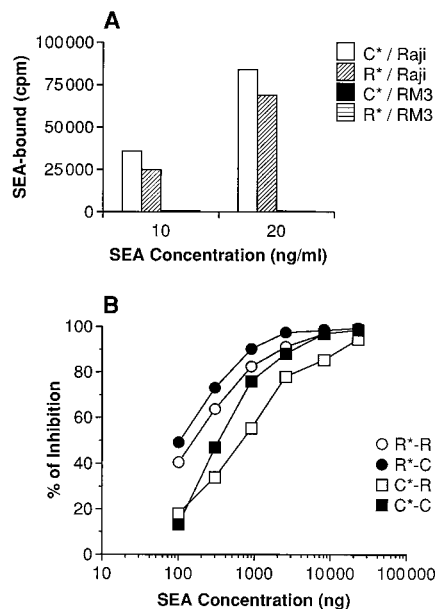 A
SEA-bound (cpm)
100000
75000
50000
25000
0
10
20
SEA Concentration (ng/ml)
C* / Raji
R* / Raji
C* / RM3
R* / RM3
B
% of Inhibition
100
80
60
40
20
0
10
100
1000
10000
100000
SEA Concentration (ng)
R*-R
R*-C
C*-R
C*-C